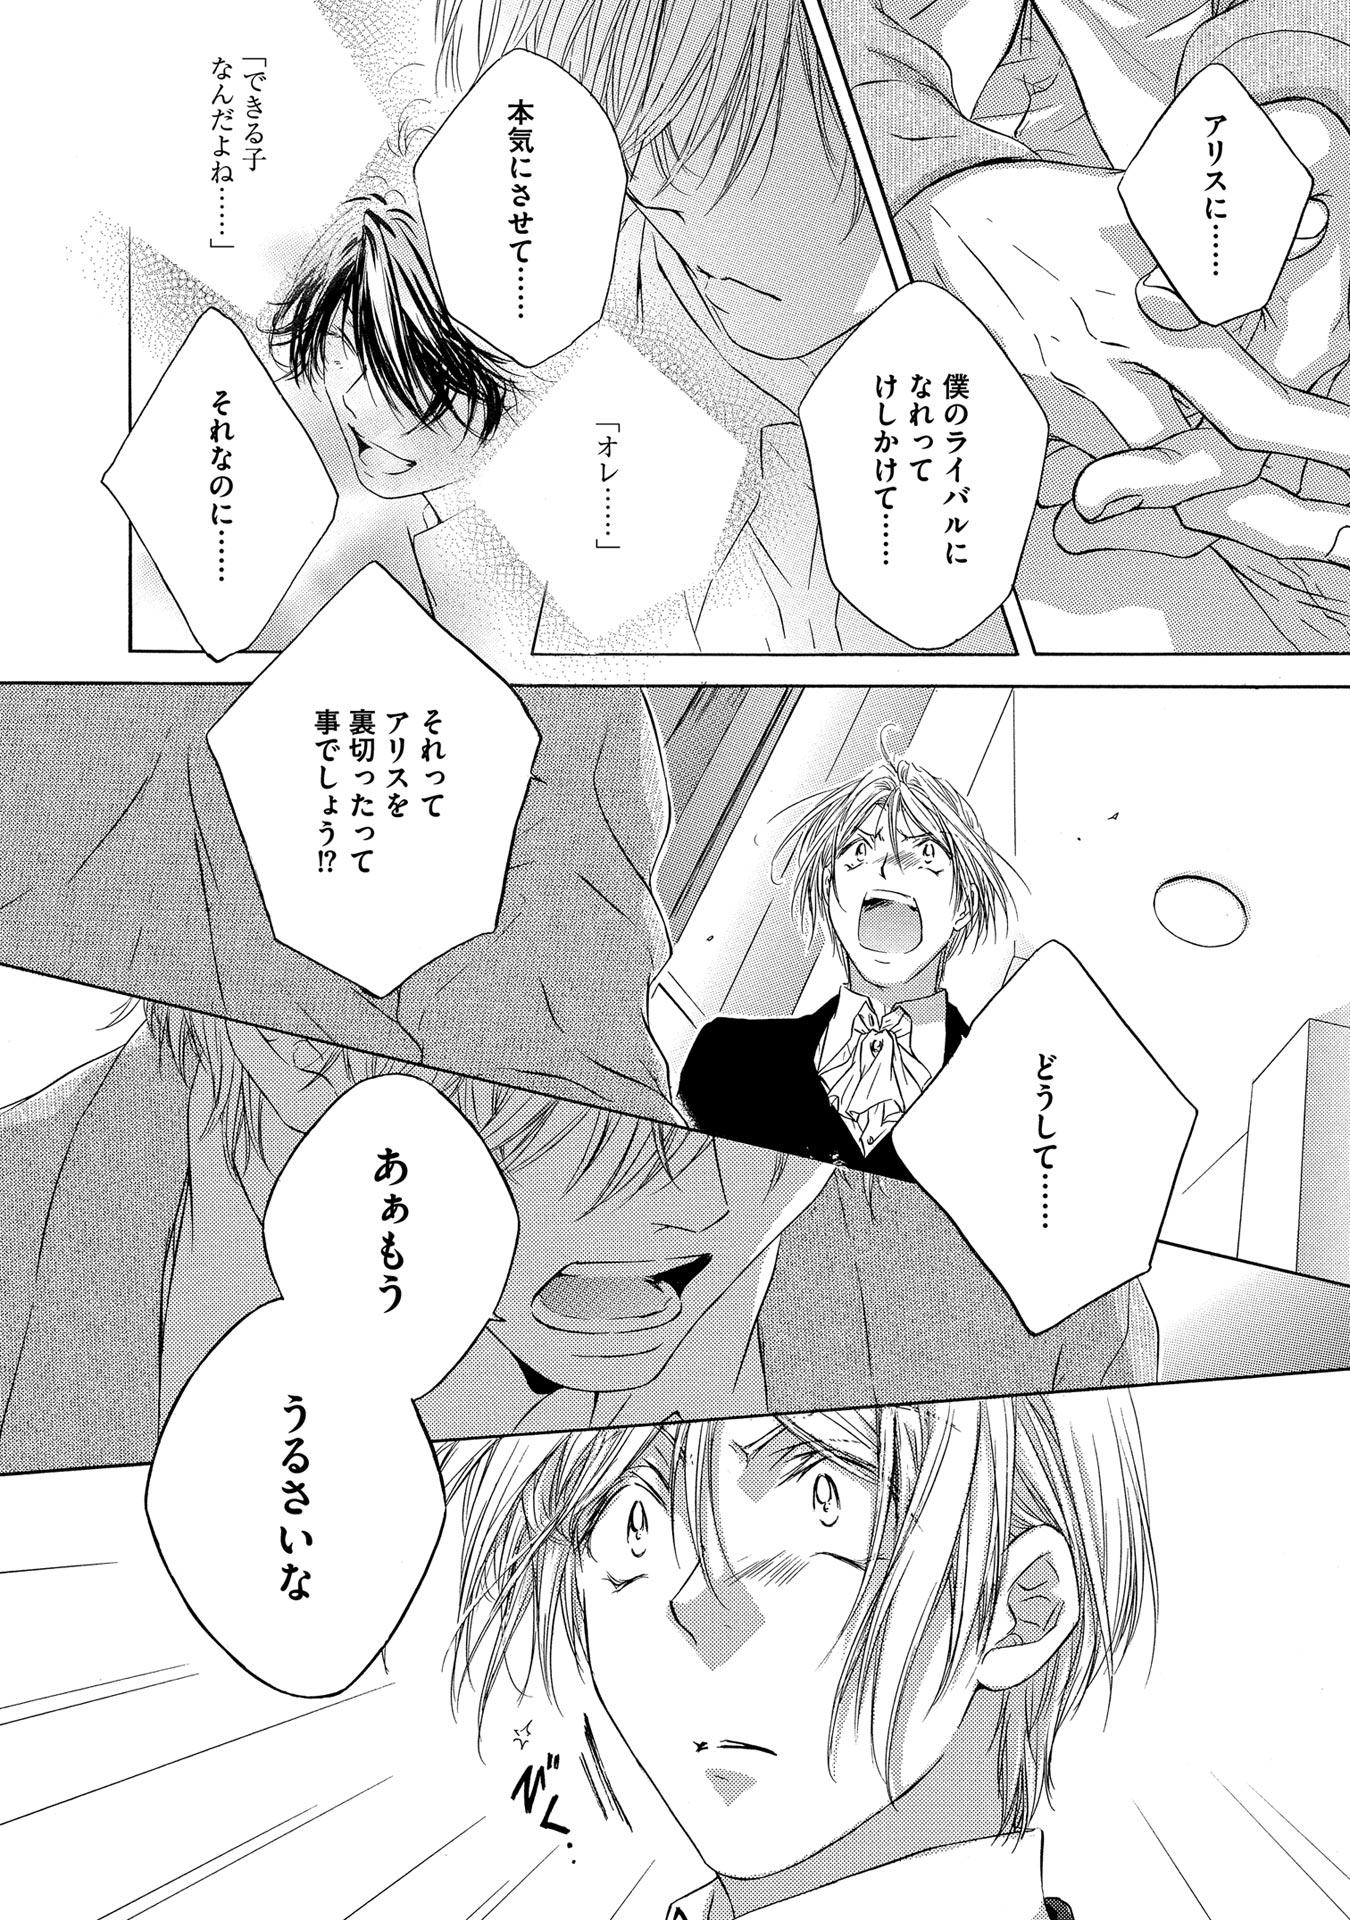 アリスに……
僕のライバルに
なれって
けしかけて……
本気にさせて……
「オレ……」
「できる子
なんだよね……」
それなのに……
どうして……
それって
アリスを
裏切ったって
事でしょう!?
あぁもう
うるさいな
びく